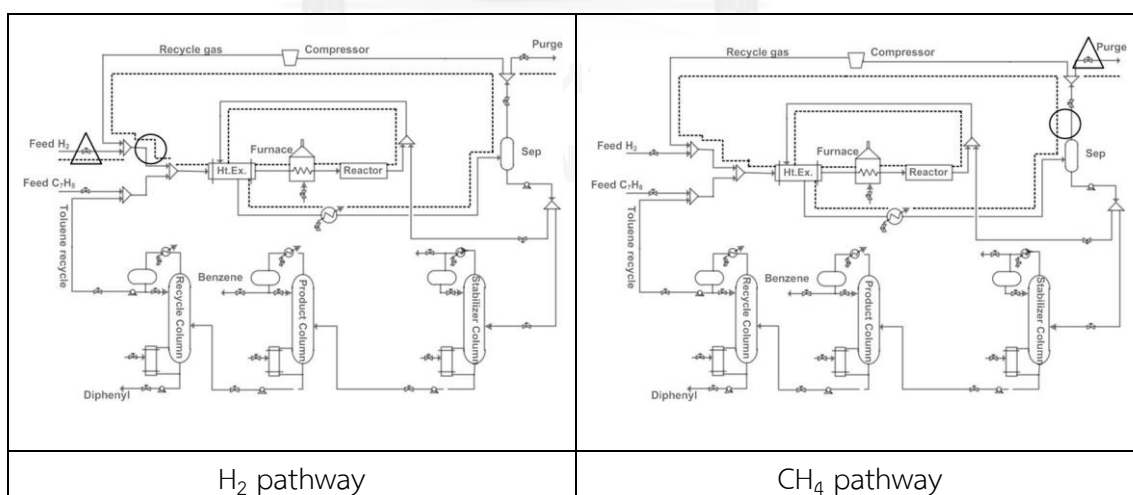 Recycle gas
Compressor
Purge
Feed H₂
Furnace
Sep
Ht.Ex.
Reactor
Feed C₇H₈
Toluene recycle
Benzene
Recycle Column
Product Column
Stabilizer Column
Diphenyl
H₂ pathway
Recycle gas
Compressor
Purge
Feed H₂
Furnace
Sep
Ht.Ex.
Reactor
Feed C₇H₈
Toluene recycle
Benzene
Recycle Column
Product Column
Stabilizer Column
Diphenyl
CH₄ pathway